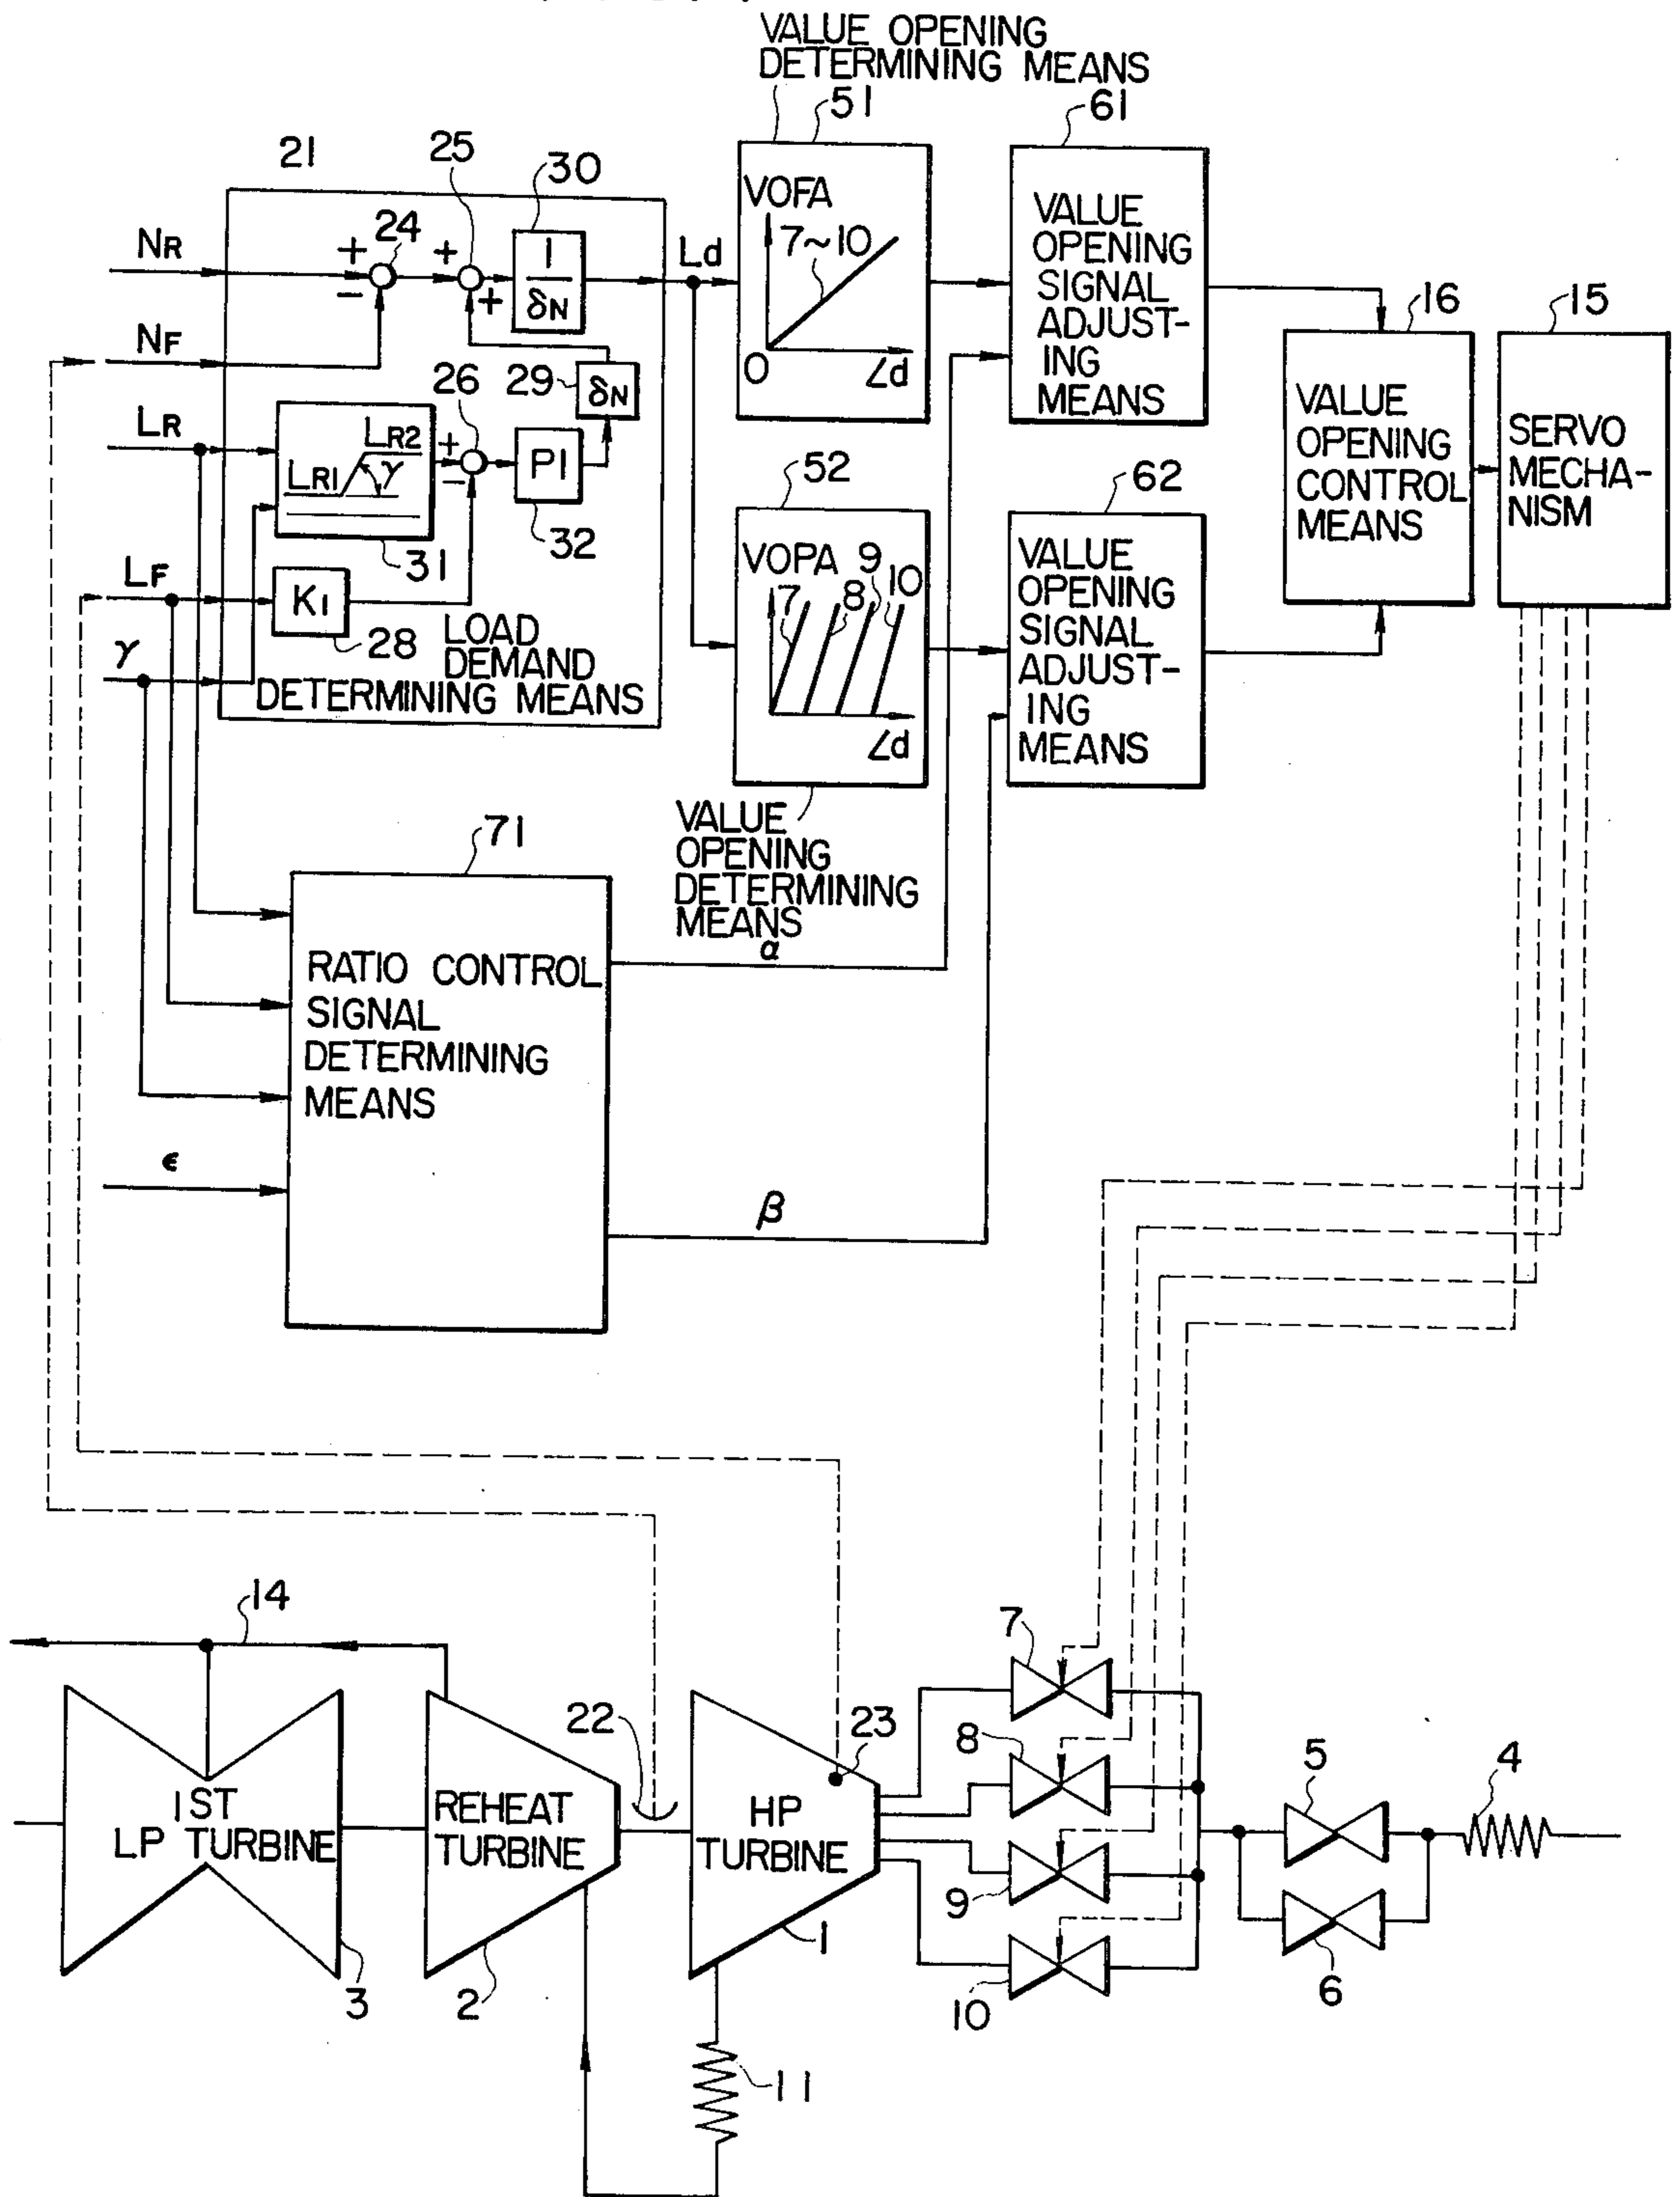 VALUE OPENING
DETERMINING MEANS
51
61
21
25
30
24
NR
+
−
+
+
1
δN
Ld
VOFA
7~10
O
Ld
VALUE
OPENING
SIGNAL
ADJUST-
ING
MEANS
16
15
NF
29
δN
26
LR
LR1
LR2
γ
+
−
PI
32
31
52
62
VALUE
OPENING
CONTROL
MEANS
SERVO
MECHA-
NISM
LF
K1
28
LOAD
DEMAND
DETERMINING MEANS
γ
VOPA
7
8
9
10
Ld
VALUE
OPENING
SIGNAL
ADJUST-
ING
MEANS
VALUE
OPENING
DETERMINING
MEANS
71
α
RATIO CONTROL
SIGNAL
DETERMINING
MEANS
ϵ
β
14
7
22
23
8
5
4
1ST
LP TURBINE
REHEAT
TURBINE
HP
TURBINE
9
1
3
2
10
6
11